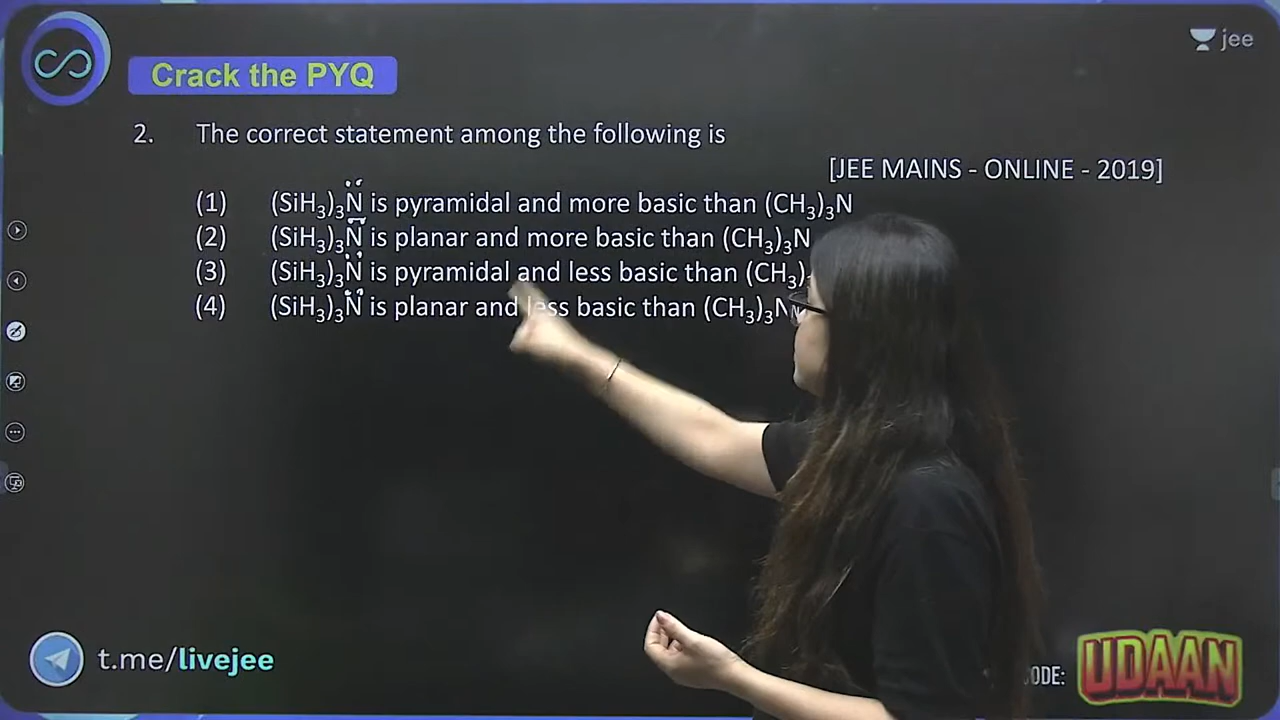 jee
Crack the PYQ
2. The correct statement among the following is
[JEE MAINS - ONLINE - 2019]
(1) (SiH₃)₃N̈ is pyramidal and more basic than (CH₃)₃N
(2) (SiH₃)₃N̈ is planar and more basic than (CH₃)₃N
(3) (SiH₃)₃N̈ is pyramidal and less basic than (CH₃)
(4) (SiH₃)₃N̈ is planar and less basic than (CH₃)₃N
t.me/livejee
ODE: UDAAN